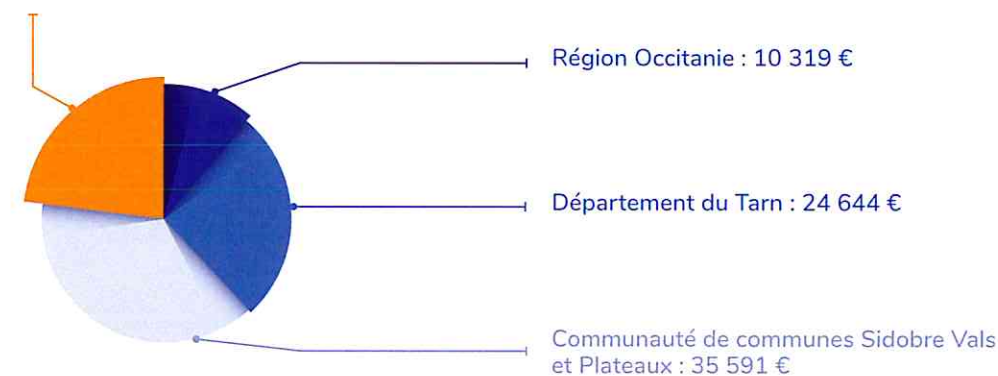 Région Occitanie : 10 319 €
Département du Tarn : 24 644 €
Communauté de communes Sidobre Vals
et Plateaux : 35 591 €